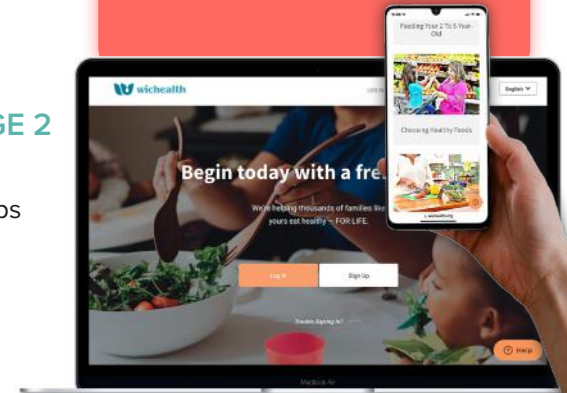 GE 2
ps
wichealth
English
Begin today with a fre
We're helping thousands of families like
yours eat healthy — FOR LIFE.
Log In
Sign Up
Trouble Signing In?
Help
MacBook Air
Feeding Your 2 To 5 Year-
Old
Choosing Healthy Foods
wichealth.org